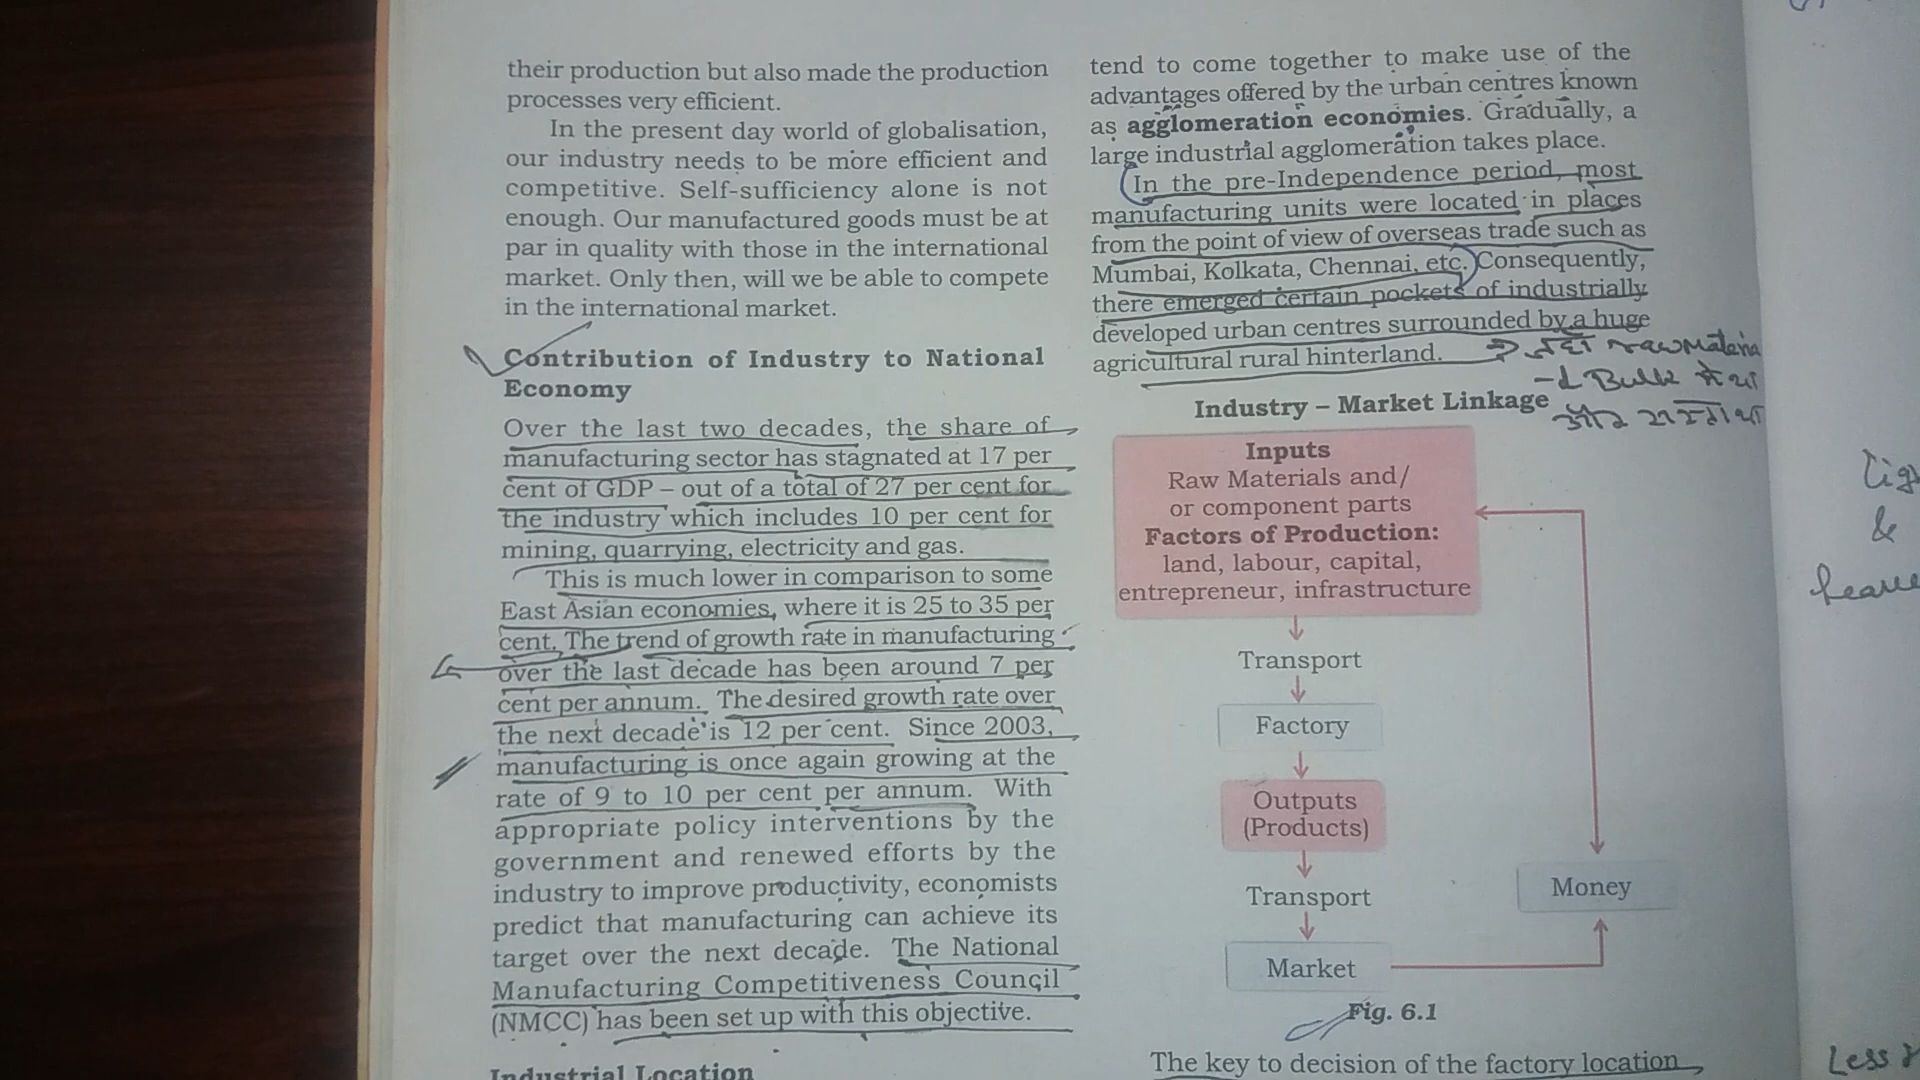 their production but also made the production
processes very efficient.
In the present day world of globalisation,
our industry needs to be more efficient and
competitive. Self-sufficiency alone is not
enough. Our manufactured goods must be at
par in quality with those in the international
market. Only then, will we be able to compete
in the international market.
Contribution of Industry to National
Economy
Over the last two decades, the share of
manufacturing sector has stagnated at 17 per
cent of GDP – out of a total of 27 per cent for
the industry which includes 10 per cent for
mining, quarrying, electricity and gas.
This is much lower in comparison to some
East Asian economies, where it is 25 to 35 per
cent. The trend of growth rate in manufacturing
over the last decade has been around 7 per
cent per annum. The desired growth rate over
the next decade is 12 per cent. Since 2003,
manufacturing is once again growing at the
rate of 9 to 10 per cent per annum. With
appropriate policy interventions by the
government and renewed efforts by the
industry to improve productivity, economists
predict that manufacturing can achieve its
target over the next decade. The National
Manufacturing Competitiveness Council
(NMCC) has been set up with this objective.
Industrial Location
tend to come together to make use of the
advantages offered by the urban centres known
as agglomeration economies. Gradually, a
large industrial agglomeration takes place.
In the pre-Independence period, most
manufacturing units were located in places
from the point of view of overseas trade such as
Mumbai, Kolkata, Chennai, etc. Consequently,
there emerged certain pockets of industrially
developed urban centres surrounded by a huge
agricultural rural hinterland.
raw Materia
Bulk में था
और सस्ता था
Industry – Market Linkage
Inputs
Raw Materials and/
or component parts
Factors of Production:
land, labour, capital,
entrepreneur, infrastructure
Transport
Factory
Outputs
(Products)
Transport
Market
Money
Fig. 6.1
The key to decision of the factory location
&
Less